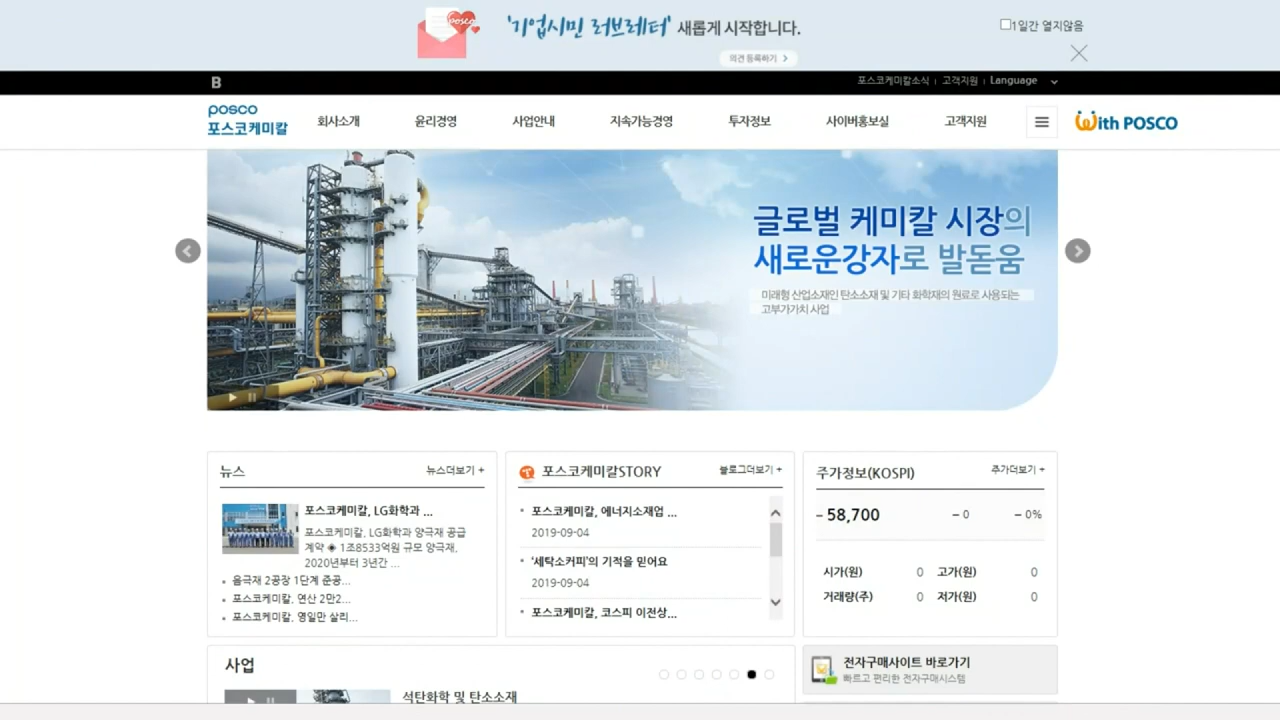 posco
'기업시민 러브레터' 새롭게 시작합니다.
1일간 열지않음
의견 등록하기 >
B
포스코케미칼소식 고객지원 Language
posco
포스코케미칼
회사소개 윤리경영 사업안내 지속가능경영 투자정보 사이버홍보실 고객지원
With POSCO
글로벌 케미칼 시장의
새로운강자로 발돋움
미래형 산업소재인 탄소소재 및 기타 화학재의 원료로 사용되는
고부가가치 사업
뉴스 뉴스더보기 +
포스코케미칼, LG화학과 ...
포스코케미칼, LG화학과 양극재 공급
계약 ◈ 1조8533억원 규모 양극재,
2020년부터 3년간 ...
음극재 2공장 1단계 준공...
포스코케미칼, 연산 2만2...
포스코케미칼, 영일만 살리...
포스코케미칼STORY 블로그더보기 +
포스코케미칼, 에너지소재업 ...
2019-09-04
'세탁소커피'의 기적을 믿어요
2019-09-04
포스코케미칼, 코스피 이전상...
주가정보(KOSPI) 주가더보기 +
– 58,700 – 0 – 0%
시가(원) 0 고가(원) 0
거래량(주) 0 저가(원) 0
사업
석탄화학 및 탄소소재
전자구매사이트 바로가기
빠르고 편리한 전자구매시스템